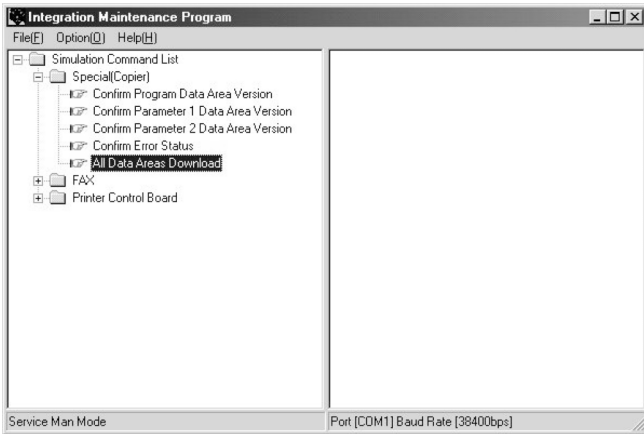 Integration Maintenance Program
File(F) Option(O) Help(H)
Simulation Command List
Special(Copier)
Confirm Program Data Area Version
Confirm Parameter 1 Data Area Version
Confirm Parameter 2 Data Area Version
Confirm Error Status
All Data Areas Download
FAX
Printer Control Board
Service Man Mode Port [COM1] Baud Rate [38400bps]